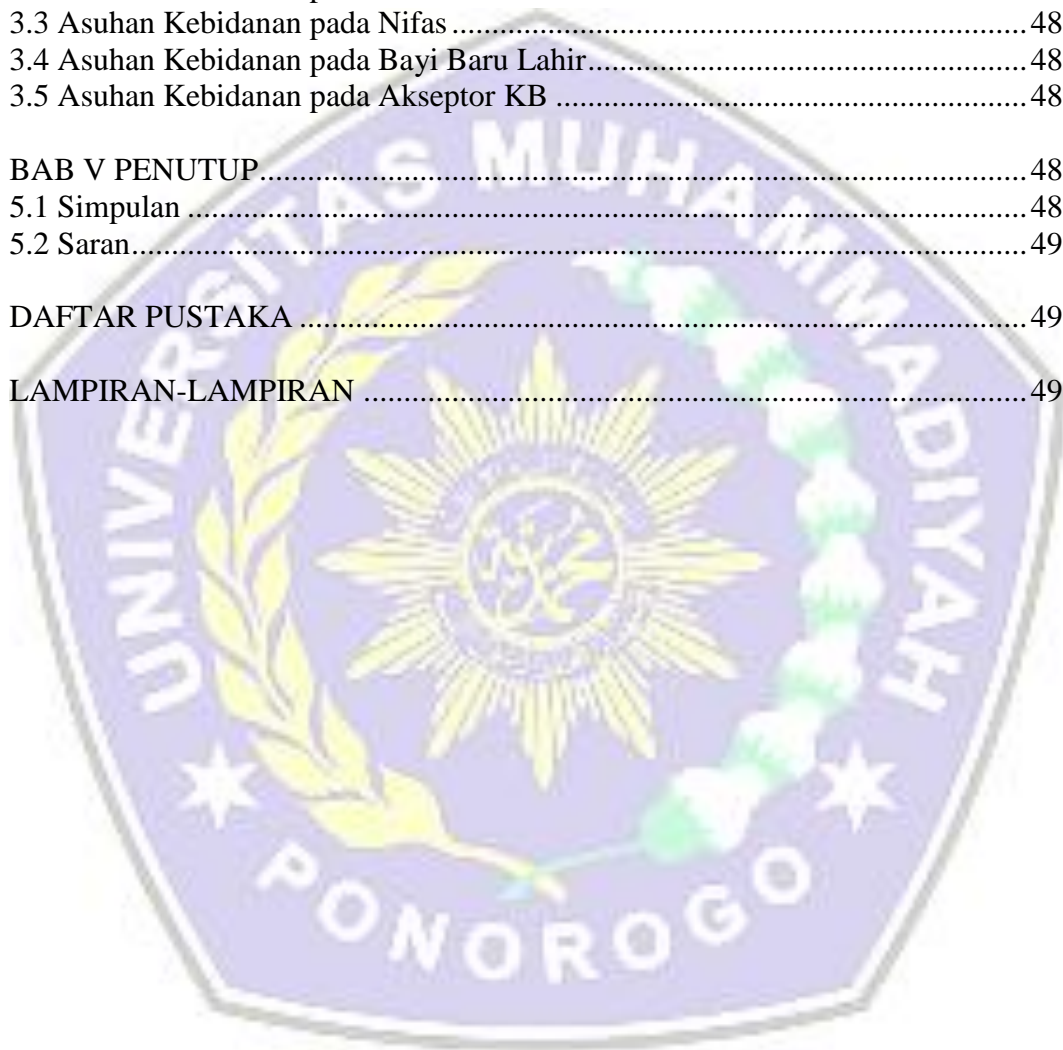 3.3 Asuhan Kebidanan pada Nifas ........................................................................ 48
3.4 Asuhan Kebidanan pada Bayi Baru Lahir....................................................... 48
3.5 Asuhan Kebidanan pada Akseptor KB ........................................................... 48
BAB V PENUTUP............................................................................................... 48
5.1 Simpulan ........................................................................................................ 48
5.2 Saran............................................................................................................... 49
DAFTAR PUSTAKA .......................................................................................... 49
LAMPIRAN-LAMPIRAN .................................................................................. 49
UNIVERSITAS MUHAMMADIYAH
PONOROGO